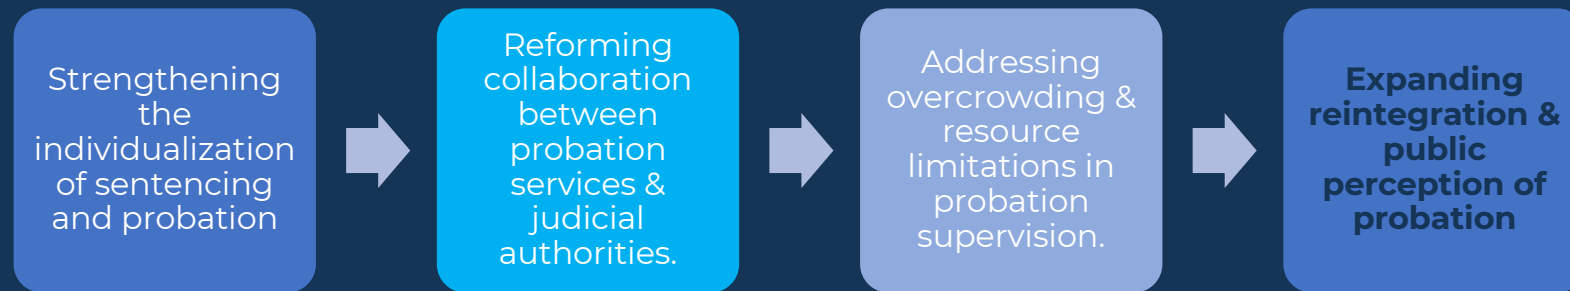 Strengthening
the
individualization
of sentencing
and probation
Reforming
collaboration
between
probation
services &
judicial
authorities.
Addressing
overcrowding &
resource
limitations in
probation
supervision.
Expanding
reintegration &
public
perception of
probation